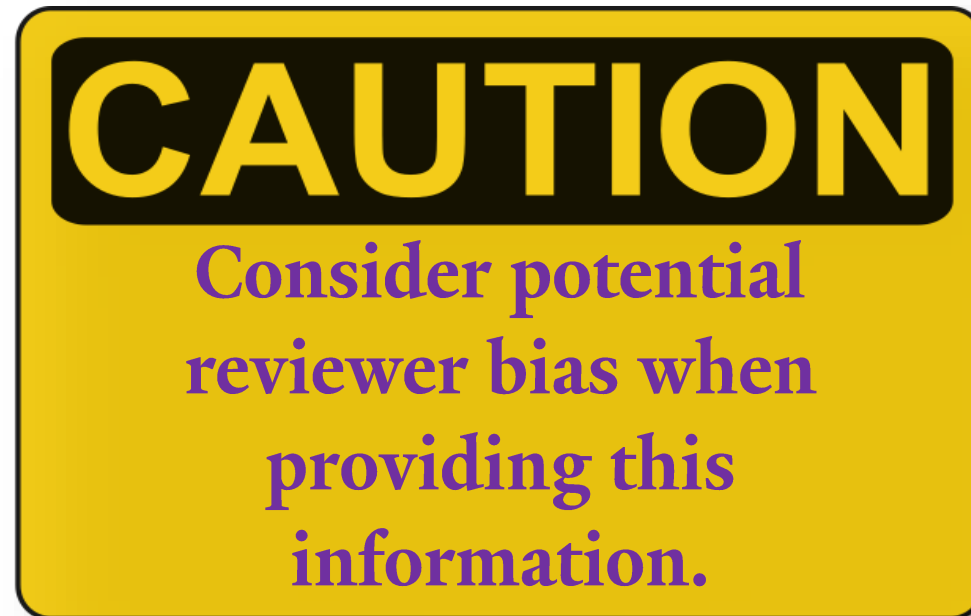 CAUTION
Consider potential
reviewer bias when
providing this
information.